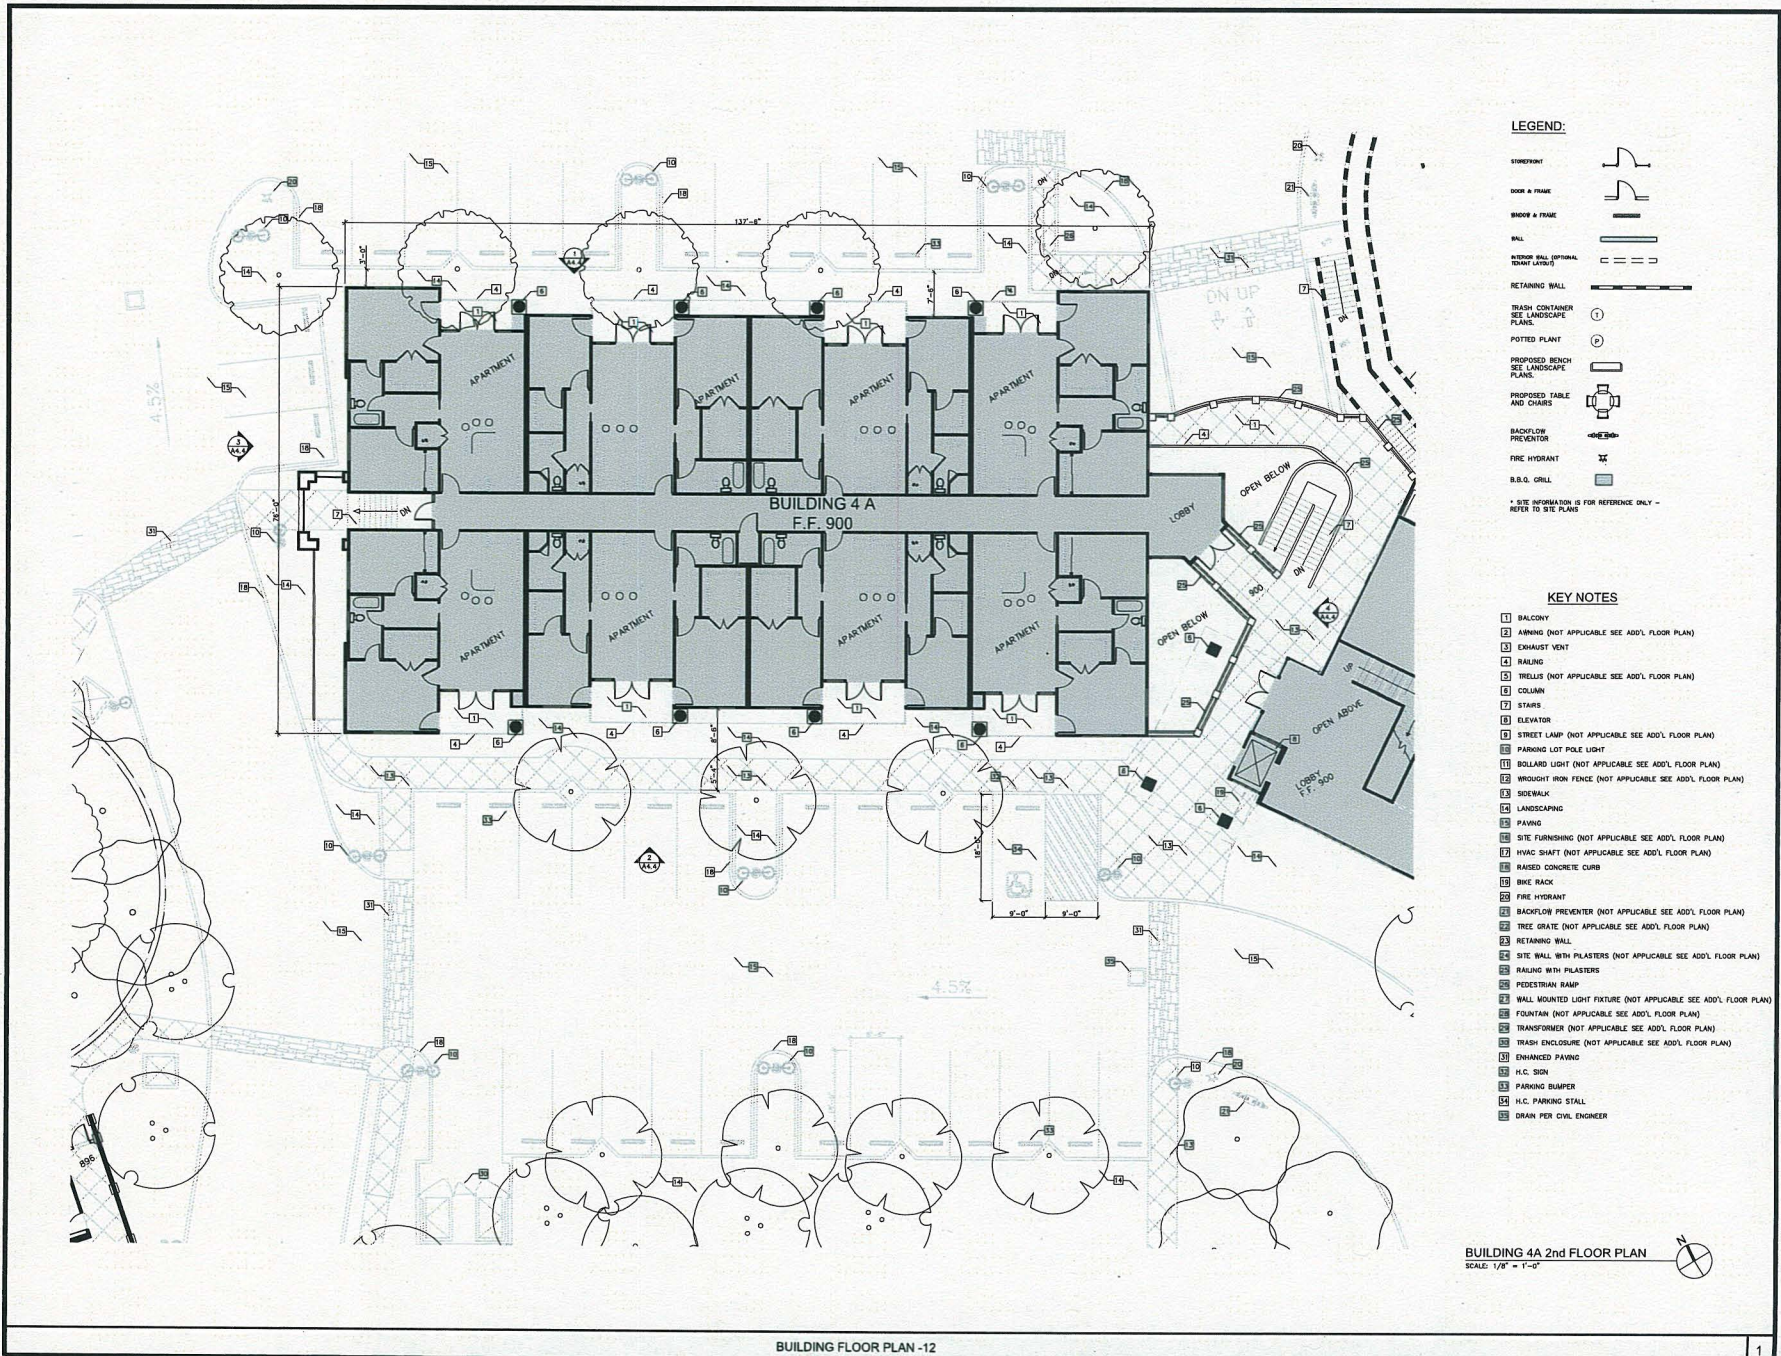 LEGEND:
STOREFRONT
DOOR & FRAME
WINDOW & FRAME
WALL
INTERIOR WALL (OPTIONAL
TENANT LAYOUT)
RETAINING WALL
TRASH CONTAINER
SEE LANDSCAPE
PLANS.
T
POTTED PLANT
P
PROPOSED BENCH
SEE LANDSCAPE
PLANS.
PROPOSED TABLE
AND CHAIRS
BACKFLOW
PREVENTOR
FIRE HYDRANT
B.B.Q. GRILL
* SITE INFORMATION IS FOR REFERENCE ONLY –
REFER TO SITE PLANS
KEY NOTES
1 BALCONY
2 AWNING (NOT APPLICABLE SEE ADD'L FLOOR PLAN)
3 EXHAUST VENT
4 RAILING
5 TRELLIS (NOT APPLICABLE SEE ADD'L FLOOR PLAN)
6 COLUMN
7 STAIRS
8 ELEVATOR
9 STREET LAMP (NOT APPLICABLE SEE ADD'L FLOOR PLAN)
10 PARKING LOT POLE LIGHT
11 BOLLARD LIGHT (NOT APPLICABLE SEE ADD'L FLOOR PLAN)
12 WROUGHT IRON FENCE (NOT APPLICABLE SEE ADD'L FLOOR PLAN)
13 SIDEWALK
14 LANDSCAPING
15 PAVING
16 SITE FURNISHING (NOT APPLICABLE SEE ADD'L FLOOR PLAN)
17 HVAC SHAFT (NOT APPLICABLE SEE ADD'L FLOOR PLAN)
18 RAISED CONCRETE CURB
19 BIKE RACK
20 FIRE HYDRANT
21 BACKFLOW PREVENTER (NOT APPLICABLE SEE ADD'L FLOOR PLAN)
22 TREE GRATE (NOT APPLICABLE SEE ADD'L FLOOR PLAN)
23 RETAINING WALL
24 SITE WALL WITH PILASTERS (NOT APPLICABLE SEE ADD'L FLOOR PLAN)
25 RAILING WITH PILASTERS
26 PEDESTRIAN RAMP
27 WALL MOUNTED LIGHT FIXTURE (NOT APPLICABLE SEE ADD'L FLOOR PLAN)
28 FOUNTAIN (NOT APPLICABLE SEE ADD'L FLOOR PLAN)
29 TRANSFORMER (NOT APPLICABLE SEE ADD'L FLOOR PLAN)
30 TRASH ENCLOSURE (NOT APPLICABLE SEE ADD'L FLOOR PLAN)
31 ENHANCED PAVING
32 H.C. SIGN
33 PARKING BUMPER
34 H.C. PARKING STALL
35 DRAIN PER CIVIL ENGINEER
137'-8"
3'-0"
7'-6"
76'-0"
4.5%
DN UP
APARTMENT
APARTMENT
APARTMENT
APARTMENT
BUILDING 4 A
F.F. 900
DN
LOBBY
OPEN BELOW
DN
900
APARTMENT
APARTMENT
APARTMENT
APARTMENT
OPEN BELOW
UP
OPEN ABOVE
LOBBY
F.F. 900
8'-6"
5'-4"
18'-0"
9'-0"
9'-0"
4.5%
896
BUILDING 4A 2nd FLOOR PLAN
SCALE: 1/8" = 1'-0"
N
BUILDING FLOOR PLAN -12
1